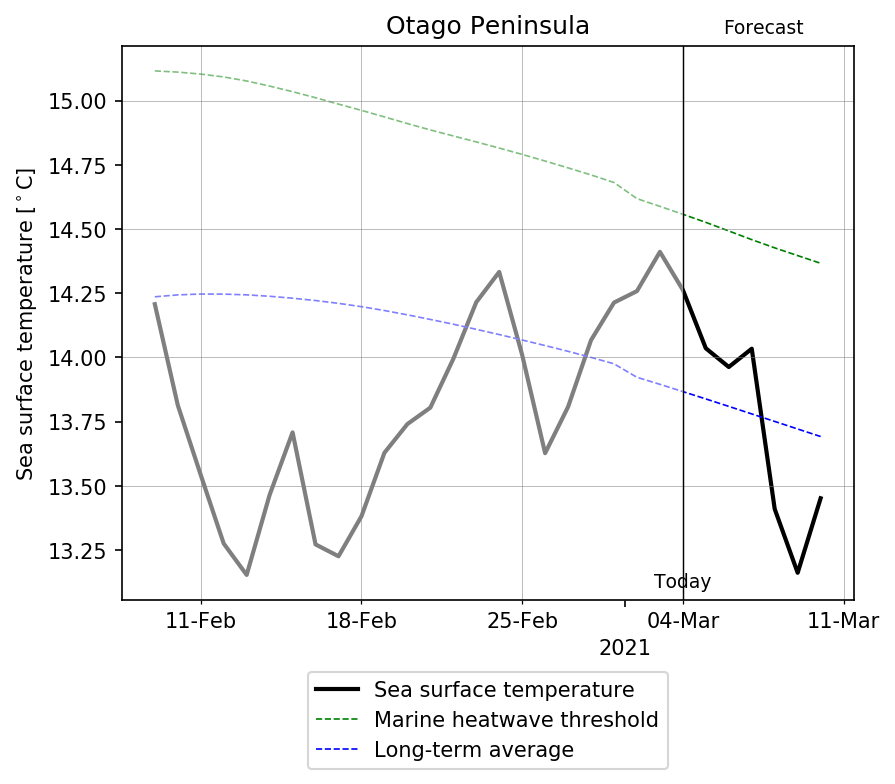 Otago Peninsula
Forecast
Sea surface temperature [°C]
15.00
14.75
14.50
14.25
14.00
13.75
13.50
13.25
Today
11-Feb
18-Feb
25-Feb
04-Mar
11-Mar
2021
Sea surface temperature
Marine heatwave threshold
Long-term average